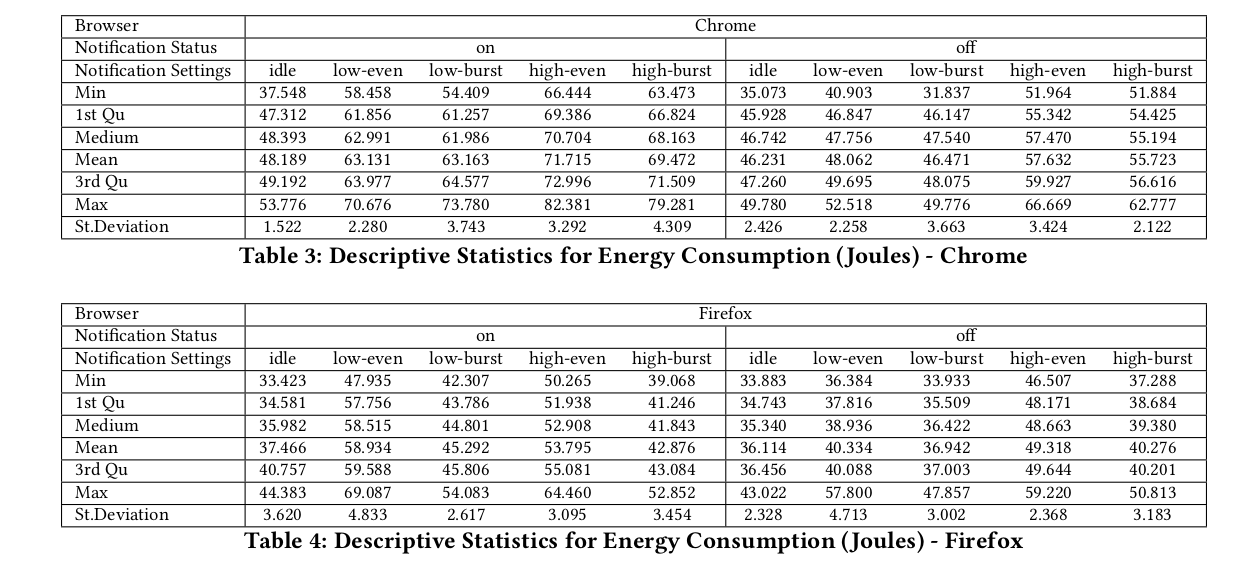 Browser Chrome
Notification Status on off
Notification Settings idle low-even low-burst high-even high-burst idle low-even low-burst high-even high-burst
Min 37.548 58.458 54.409 66.444 63.473 35.073 40.903 31.837 51.964 51.884
1st Qu 47.312 61.856 61.257 69.386 66.824 45.928 46.847 46.147 55.342 54.425
Medium 48.393 62.991 61.986 70.704 68.163 46.742 47.756 47.540 57.470 55.194
Mean 48.189 63.131 63.163 71.715 69.472 46.231 48.062 46.471 57.632 55.723
3rd Qu 49.192 63.977 64.577 72.996 71.509 47.260 49.695 48.075 59.927 56.616
Max 53.776 70.676 73.780 82.381 79.281 49.780 52.518 49.776 66.669 62.777
St.Deviation 1.522 2.280 3.743 3.292 4.309 2.426 2.258 3.663 3.424 2.122
Table 3: Descriptive Statistics for Energy Consumption (Joules) - Chrome
Browser Firefox
Notification Status on off
Notification Settings idle low-even low-burst high-even high-burst idle low-even low-burst high-even high-burst
Min 33.423 47.935 42.307 50.265 39.068 33.883 36.384 33.933 46.507 37.288
1st Qu 34.581 57.756 43.786 51.938 41.246 34.743 37.816 35.509 48.171 38.684
Medium 35.982 58.515 44.801 52.908 41.843 35.340 38.936 36.422 48.663 39.380
Mean 37.466 58.934 45.292 53.795 42.876 36.114 40.334 36.942 49.318 40.276
3rd Qu 40.757 59.588 45.806 55.081 43.084 36.456 40.088 37.003 49.644 40.201
Max 44.383 69.087 54.083 64.460 52.852 43.022 57.800 47.857 59.220 50.813
St.Deviation 3.620 4.833 2.617 3.095 3.454 2.328 4.713 3.002 2.368 3.183
Table 4: Descriptive Statistics for Energy Consumption (Joules) - Firefox